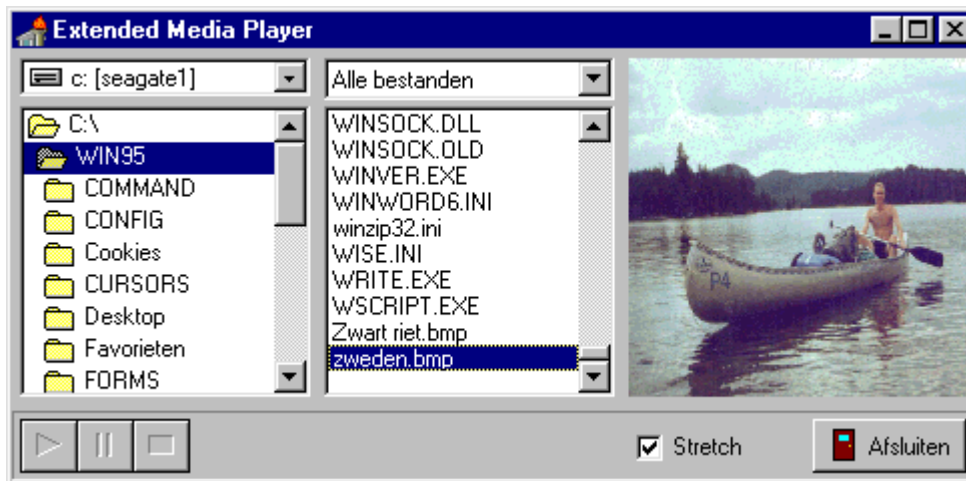 Extended Media Player
c: [seagate1]
Alle bestanden
C:\
WIN95
COMMAND
CONFIG
Cookies
CURSORS
Desktop
Favorieten
FORMS
WINSOCK.DLL
WINSOCK.OLD
WINVER.EXE
WINWORD6.INI
winzip32.ini
WISE.INI
WRITE.EXE
WSCRIPT.EXE
Zwart riet.bmp
zweden.bmp
P4
Stretch
Afsluiten